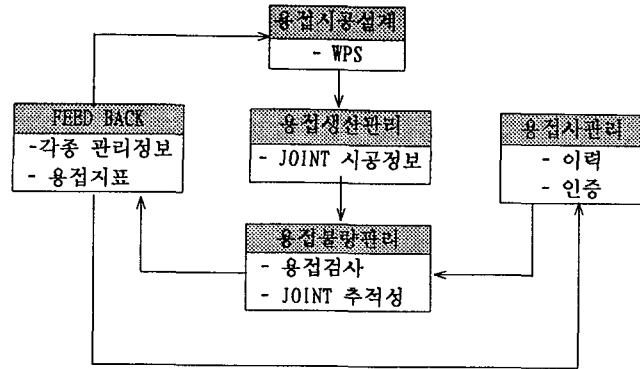 용접시공설계
- WPS
FEED BACK
-각종 관리정보
- 용접지표
용접생산관리
- JOINT 시공정보
용접사관리
- 이력
- 인증
용접불량관리
- 용접검사
- JOINT 추적성